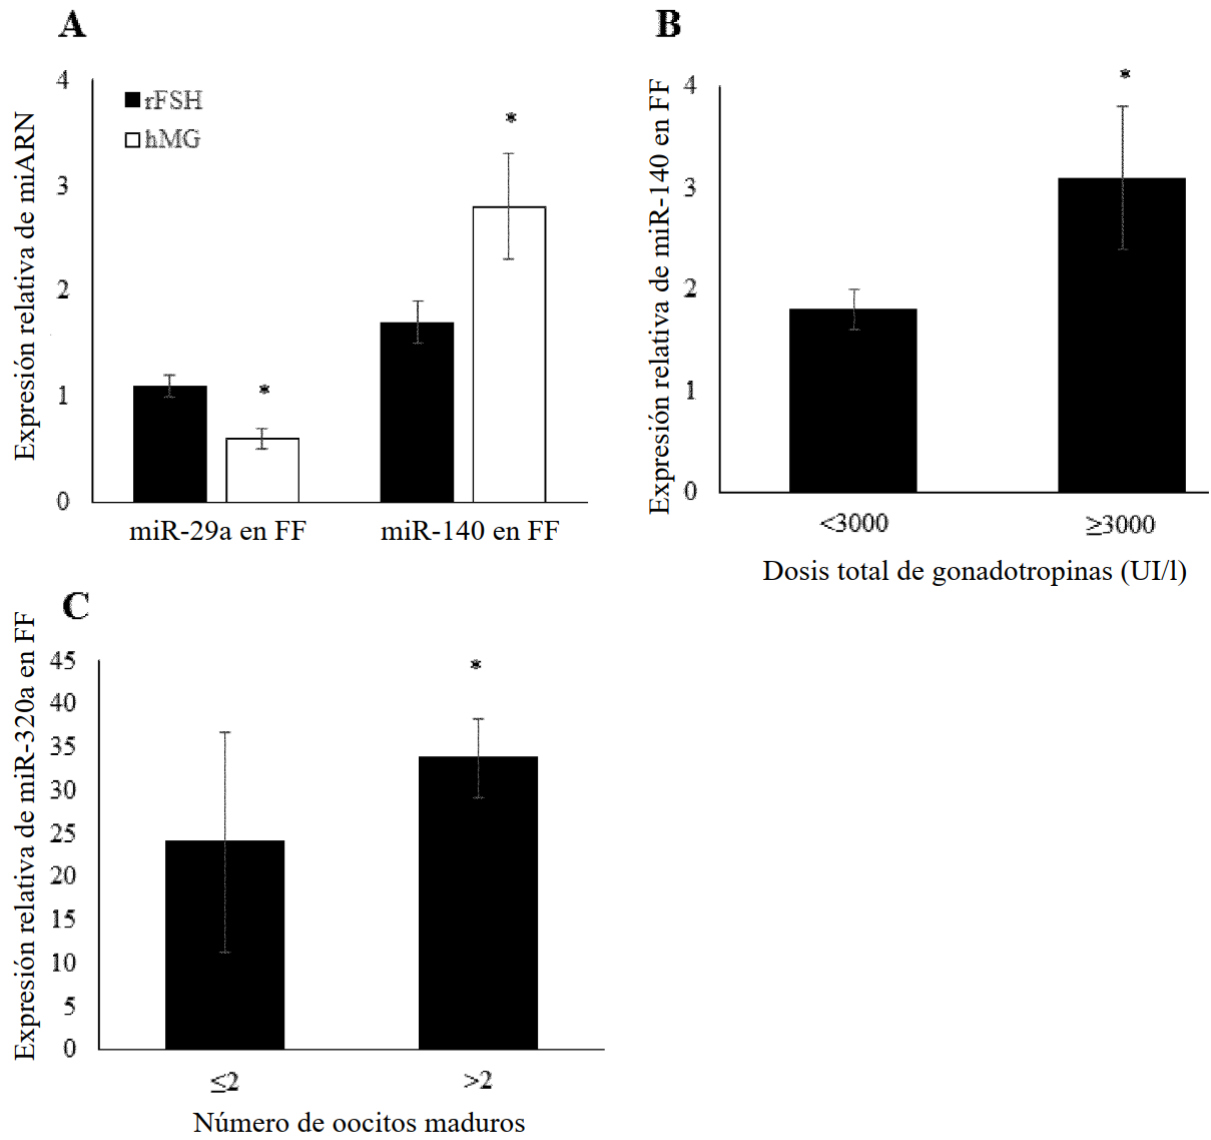 A
Expresión relativa de miARN
4
3
2
1
0
rFSH
hMG
*
*
miR-29a en FF
miR-140 en FF
B
Expresión relativa de miR-140 en FF
4
3
2
1
0
*
<3000
≥3000
Dosis total de gonadotropinas (UI/l)
C
Expresión relativa de miR-320a en FF
45
40
35
30
25
20
15
10
5
0
*
≤2
>2
Número de oocitos maduros